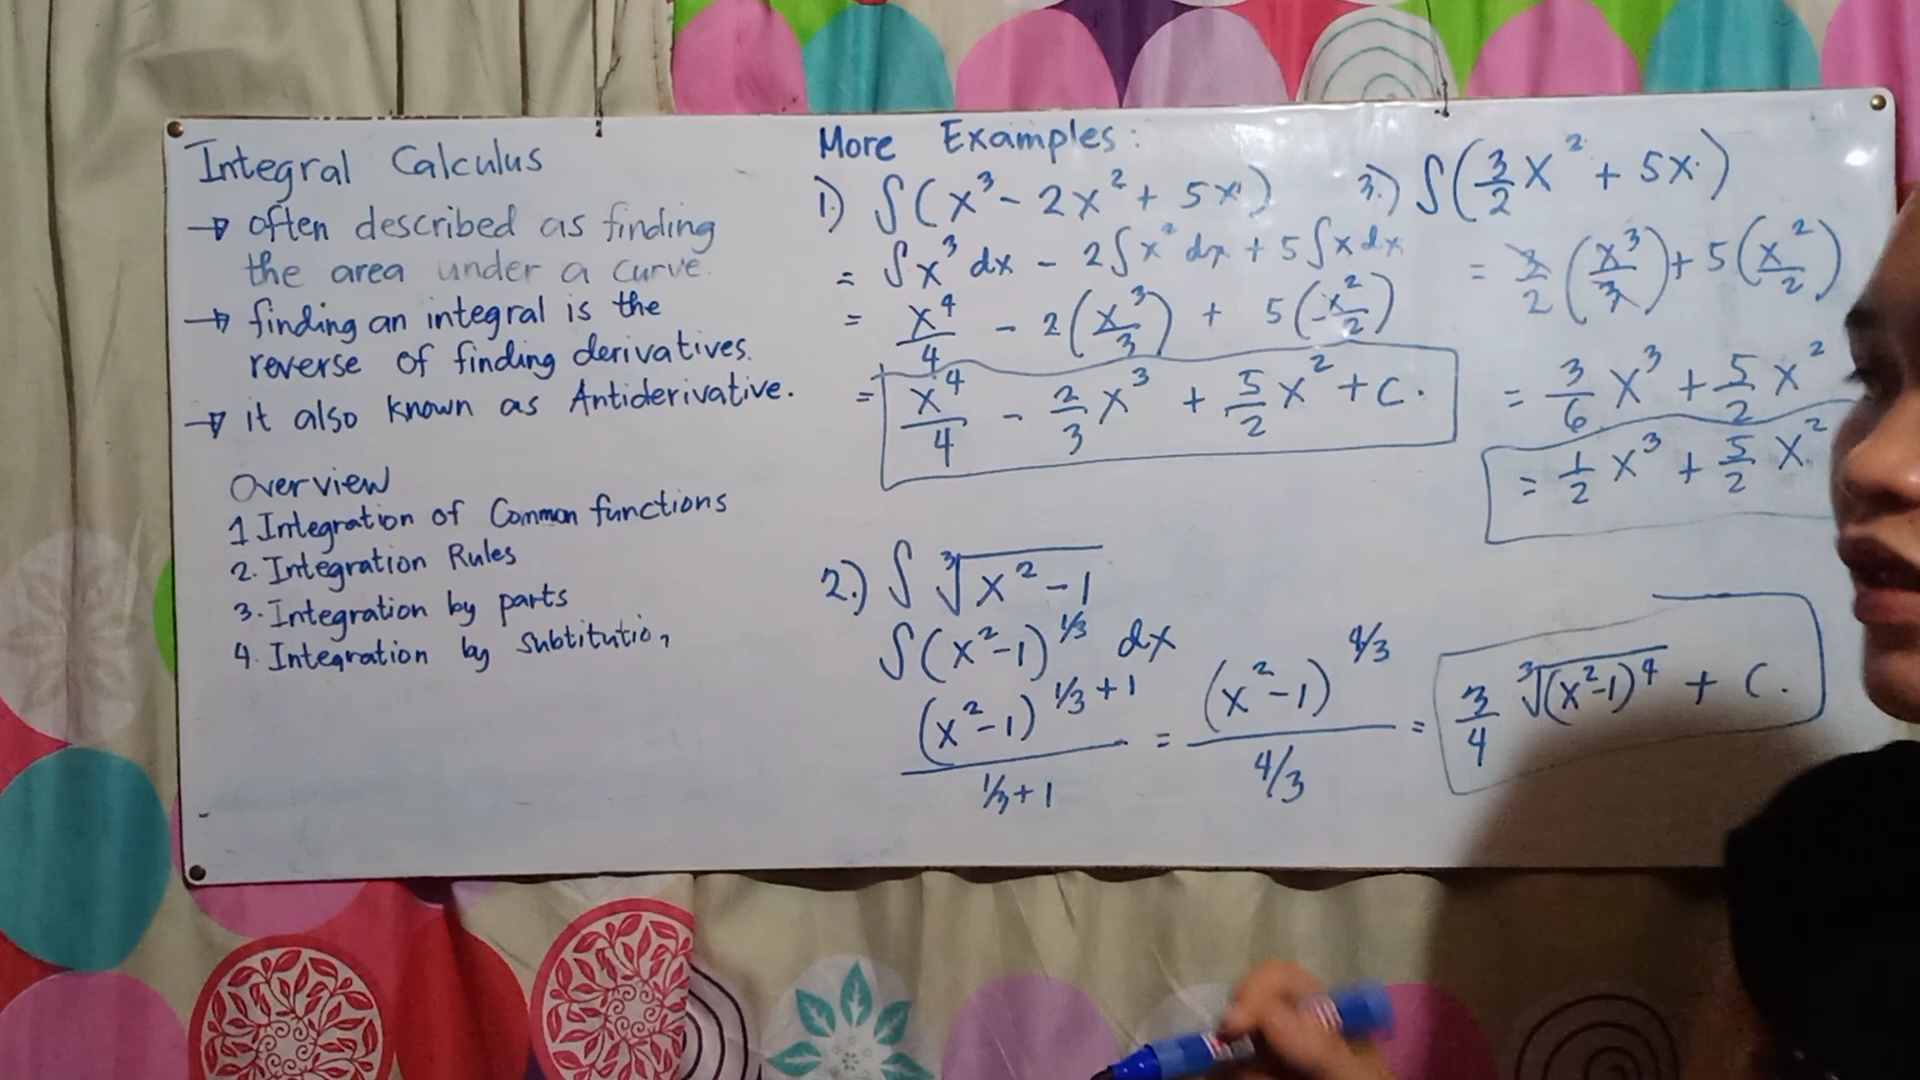 Integral Calculus
→ often described as finding
the area under a curve.
→ finding an integral is the
reverse of finding derivatives.
→ it also known as Antiderivative.
Overview
1 Integration of Common functions
2. Integration Rules
3. Integration by parts
4. Integration by Subtitution
More Examples:
1.) ∫(x³ - 2x² + 5x)
= ∫x³ dx - 2∫x² dx + 5∫x dx
= x⁴/4 - 2(x³/3) + 5(x²/2)
= x⁴/4 - 2/3 x³ + 5/2 x² + C.
2.) ∫ ∛(x² - 1)
∫(x²-1)^1/3 dx
(x²-1)^(1/3+1) / (1/3+1) = (x²-1)^4/3 / (4/3) = 3/4 ∛((x²-1)⁴) + C.
3.) ∫(3/2 x² + 5x)
= 3/2 (x³/3) + 5(x²/2)
= 3/6 x³ + 5/2 x²
= 1/2 x³ + 5/2 x²